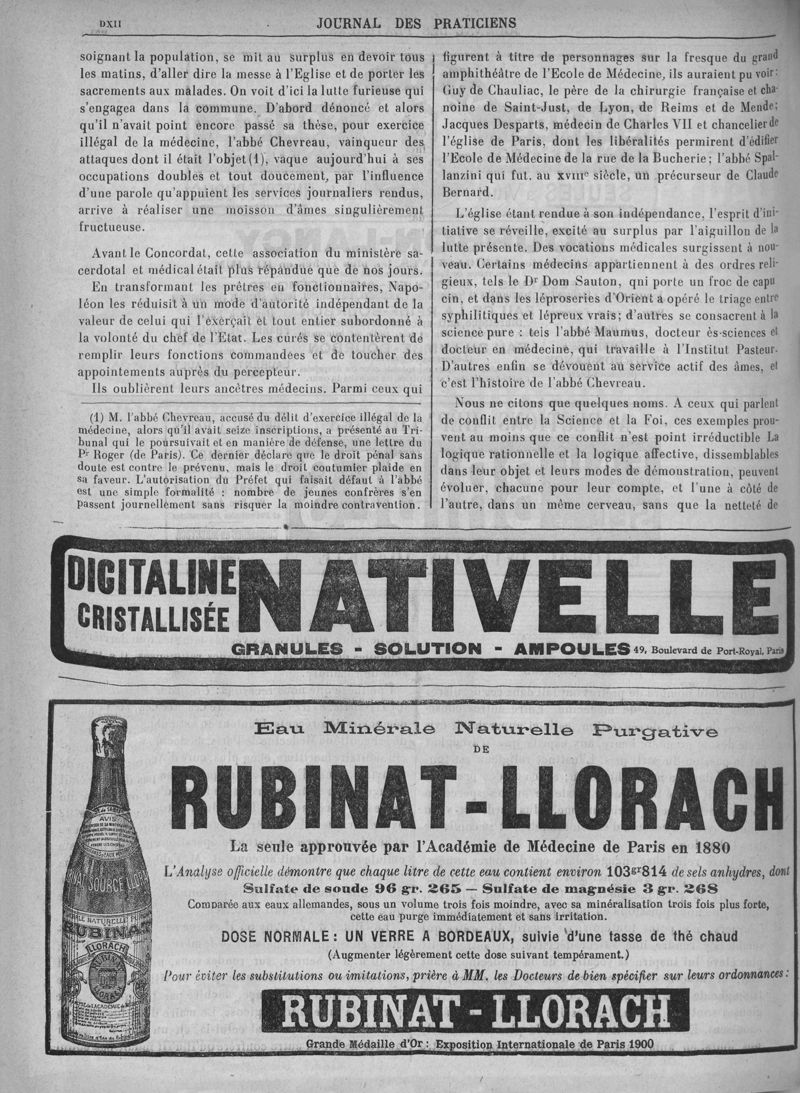 DXII
JOURNAL DES PRATICIENS
soignant la population, se mit au surplus en devoir tous
les matins, d'aller dire la messe à l'Eglise et de porter les
sacrements aux malades. On voit d'ici la lutte furieuse qui
s'engagea dans la commune. D'abord dénoncé et alors
qu'il n'avait point encore passé sa thèse, pour exercice
illégal de la médecine, l'abbé Chevreau, vainqueur des
attaques dont il était l'objet (1), vaque aujourd'hui à ses
occupations doubles et tout doucement, par l'influence
d'une parole qu'appuient les services journaliers rendus,
arrive à réaliser une moisson d'âmes singulièrement
fructueuse.
Avant le Concordat, cette association du ministère sa-
cerdotal et médical était plus répandue que de nos jours.
En transformant les prêtres en fonctionnaires, Napo-
léon les réduisit à un mode d'autorité indépendant de la
valeur de celui qui l'exerçait et tout entier subordonné à
la volonté du chef de l'Etat. Les curés se contentèrent de
remplir leurs fonctions commandées et de toucher des
appointements auprès du percepteur.
Ils oublièrent leurs ancêtres médecins. Parmi ceux qui
(1) M. l'abbé Chevreau, accusé du délit d'exercice illégal de la
médecine, alors qu'il avait seize inscriptions, a présenté au Tri-
bunal qui le poursuivait et en manière de défense, une lettre du
Pr Roger (de Paris). Ce dernier déclare que le droit pénal sans
doute est contre le prévenu, mais le droit coutumier plaide en
sa faveur. L'autorisation du Préfet qui faisait défaut à l'abbé
est une simple formalité : nombre de jeunes confrères s'en
passent journellement sans risquer la moindre contravention.
figurent à titre de personnages sur la fresque du grand
amphithéâtre de l'Ecole de Médecine, ils auraient pu voir :
Guy de Chauliac, le père de la chirurgie française et cha-
noine de Saint-Just, de Lyon, de Reims et de Mende;
Jacques Desparts, médecin de Charles VII et chancelier de
l'église de Paris, dont les libéralités permirent d'édifier
l'Ecole de Médecine de la rue de la Bucherie ; l'abbé Spal-
lanzini qui fut. au XVIIIe siècle, un précurseur de Claude
Bernard.
L'église étant rendue à son indépendance, l'esprit d'ini-
tiative se réveille, excité au surplus par l'aiguillon de la
lutte présente. Des vocations médicales surgissent à nou-
veau. Certains médecins appartiennent à des ordres reli-
gieux, tels le Dr Dom Sauton, qui porte un froc de capu
cin, et dans les léproseries d'Orient a opéré le triage entre
syphilitiques et lépreux vrais; d'autres se consacrent à la
science pure : tels l'abbé Maumus, docteur ès-sciences et
docteur en médecine, qui travaille à l'Institut Pasteur.
D'autres enfin se dévouent au service actif des âmes, et
c'est l'histoire de l'abbé Chevreau.
Nous ne citons que quelques noms. A ceux qui parlent
de conflit entre la Science et la Foi, ces exemples prou-
vent au moins que ce conflit n'est point irréductible La
logique rationnelle et la logique affective, dissemblables
dans leur objet et leurs modes de démonstration, peuvent
évoluer, chacune pour leur compte, et l'une à côté de
l'autre, dans un même cerveau, sans que la netteté de
DIGITALINE
CRISTALLISÉE
NATIVELLE
GRANULES - SOLUTION - AMPOULES 49, Boulevard de Port-Royal, Paris
Eau Minérale Naturelle Purgative
DE
RUBINAT - LLORACH
La seule approuvée par l'Académie de Médecine de Paris en 1880
L'Analyse officielle démontre que chaque litre de cette eau contient environ 103gr814 de sels anhydres, dont
Sulfate de soude 96 gr. 265 — Sulfate de magnésie 3 gr. 268
Comparée aux eaux allemandes, sous un volume trois fois moindre, avec sa minéralisation trois fois plus forte,
cette eau purge immédiatement et sans irritation.
DOSE NORMALE : UN VERRE A BORDEAUX, suivie d'une tasse de thé chaud
(Augmenter légèrement cette dose suivant tempérament.)
Pour éviter les substitutions ou imitations, prière à MM. les Docteurs de bien spécifier sur leurs ordonnances :
RUBINAT - LLORACH
Grande Médaille d'Or : Exposition Internationale de Paris 1900
AVIS
SOURCE
RUBINAT
LLORACH